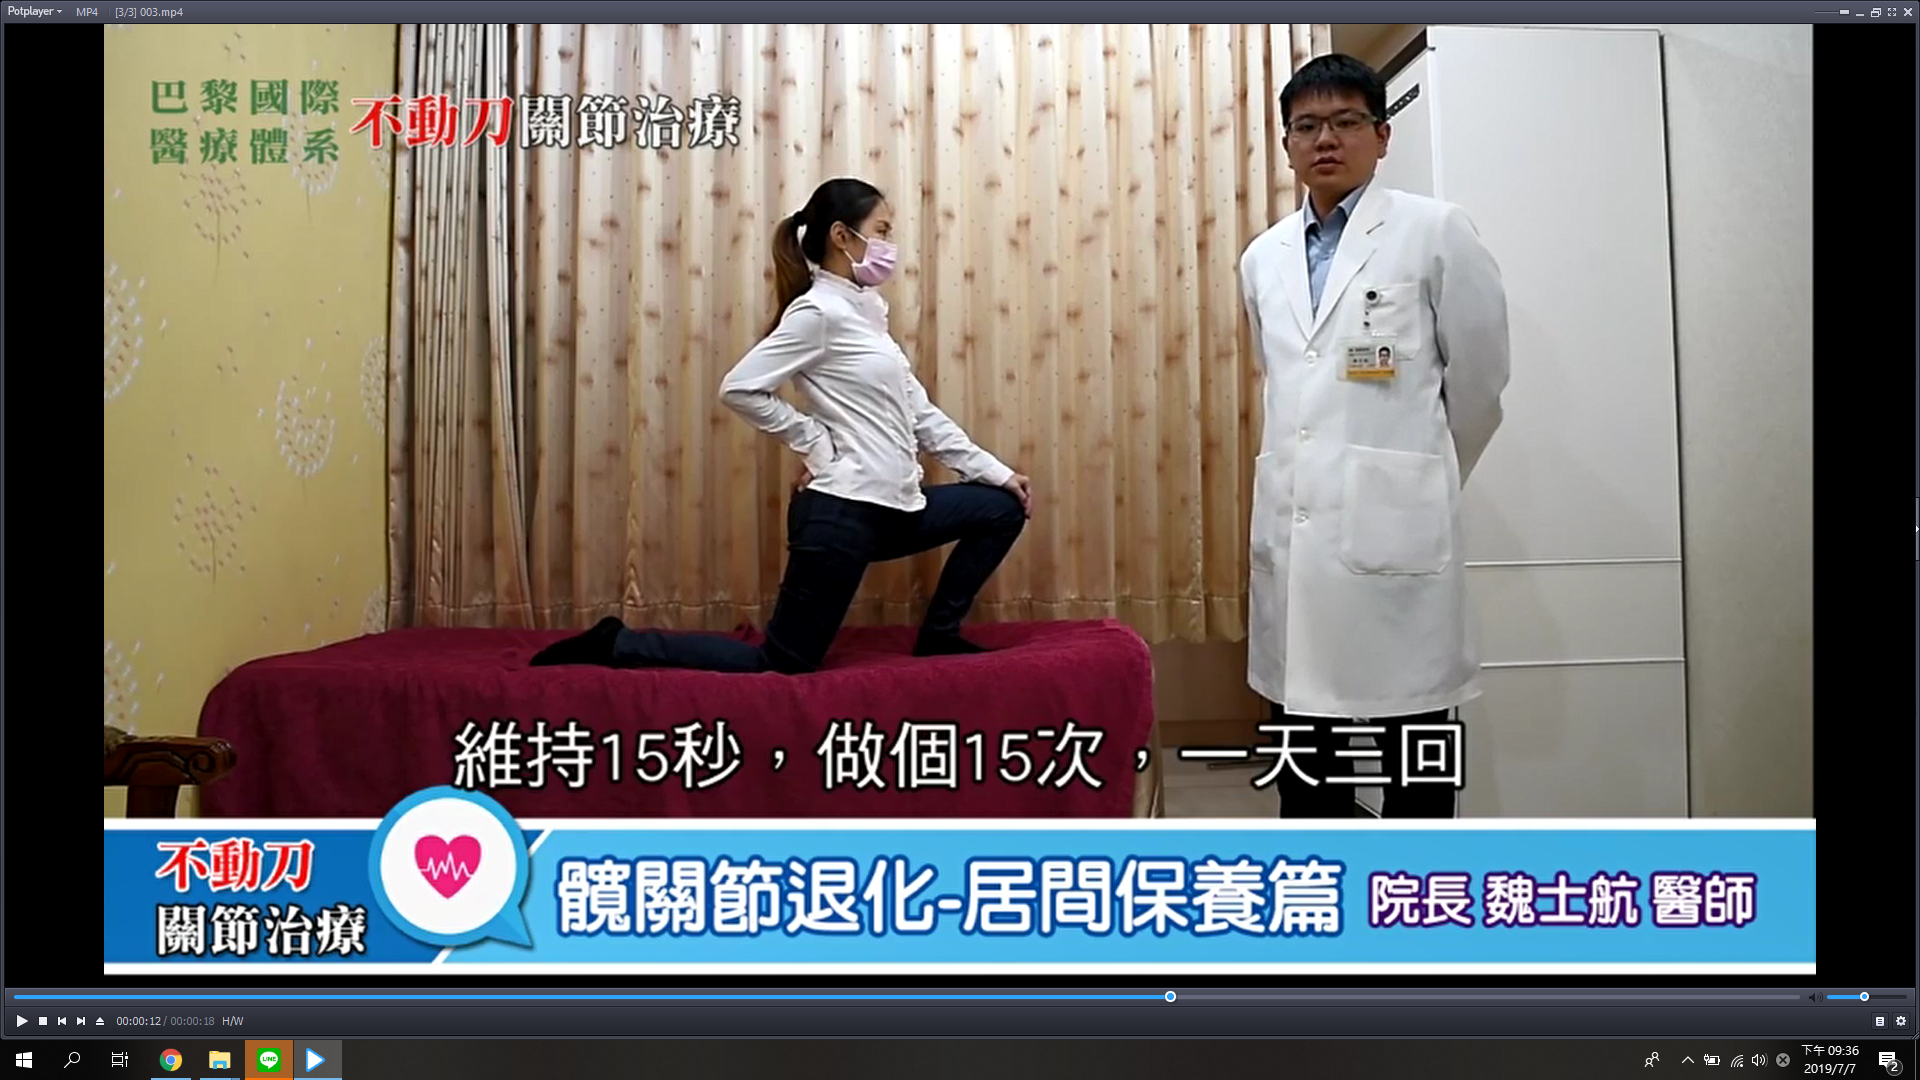 Potplayer
MP4
[3/3] 003.mp4
巴黎國際
醫療體系
不動刀關節治療
維持15秒，做個15次，一天三回
不動刀
關節治療
髖關節退化-居間保養篇 院長 魏士航 醫師
00:00:12 / 00:00:18 H/W
LINE
下午 09:36
2019/7/7
2